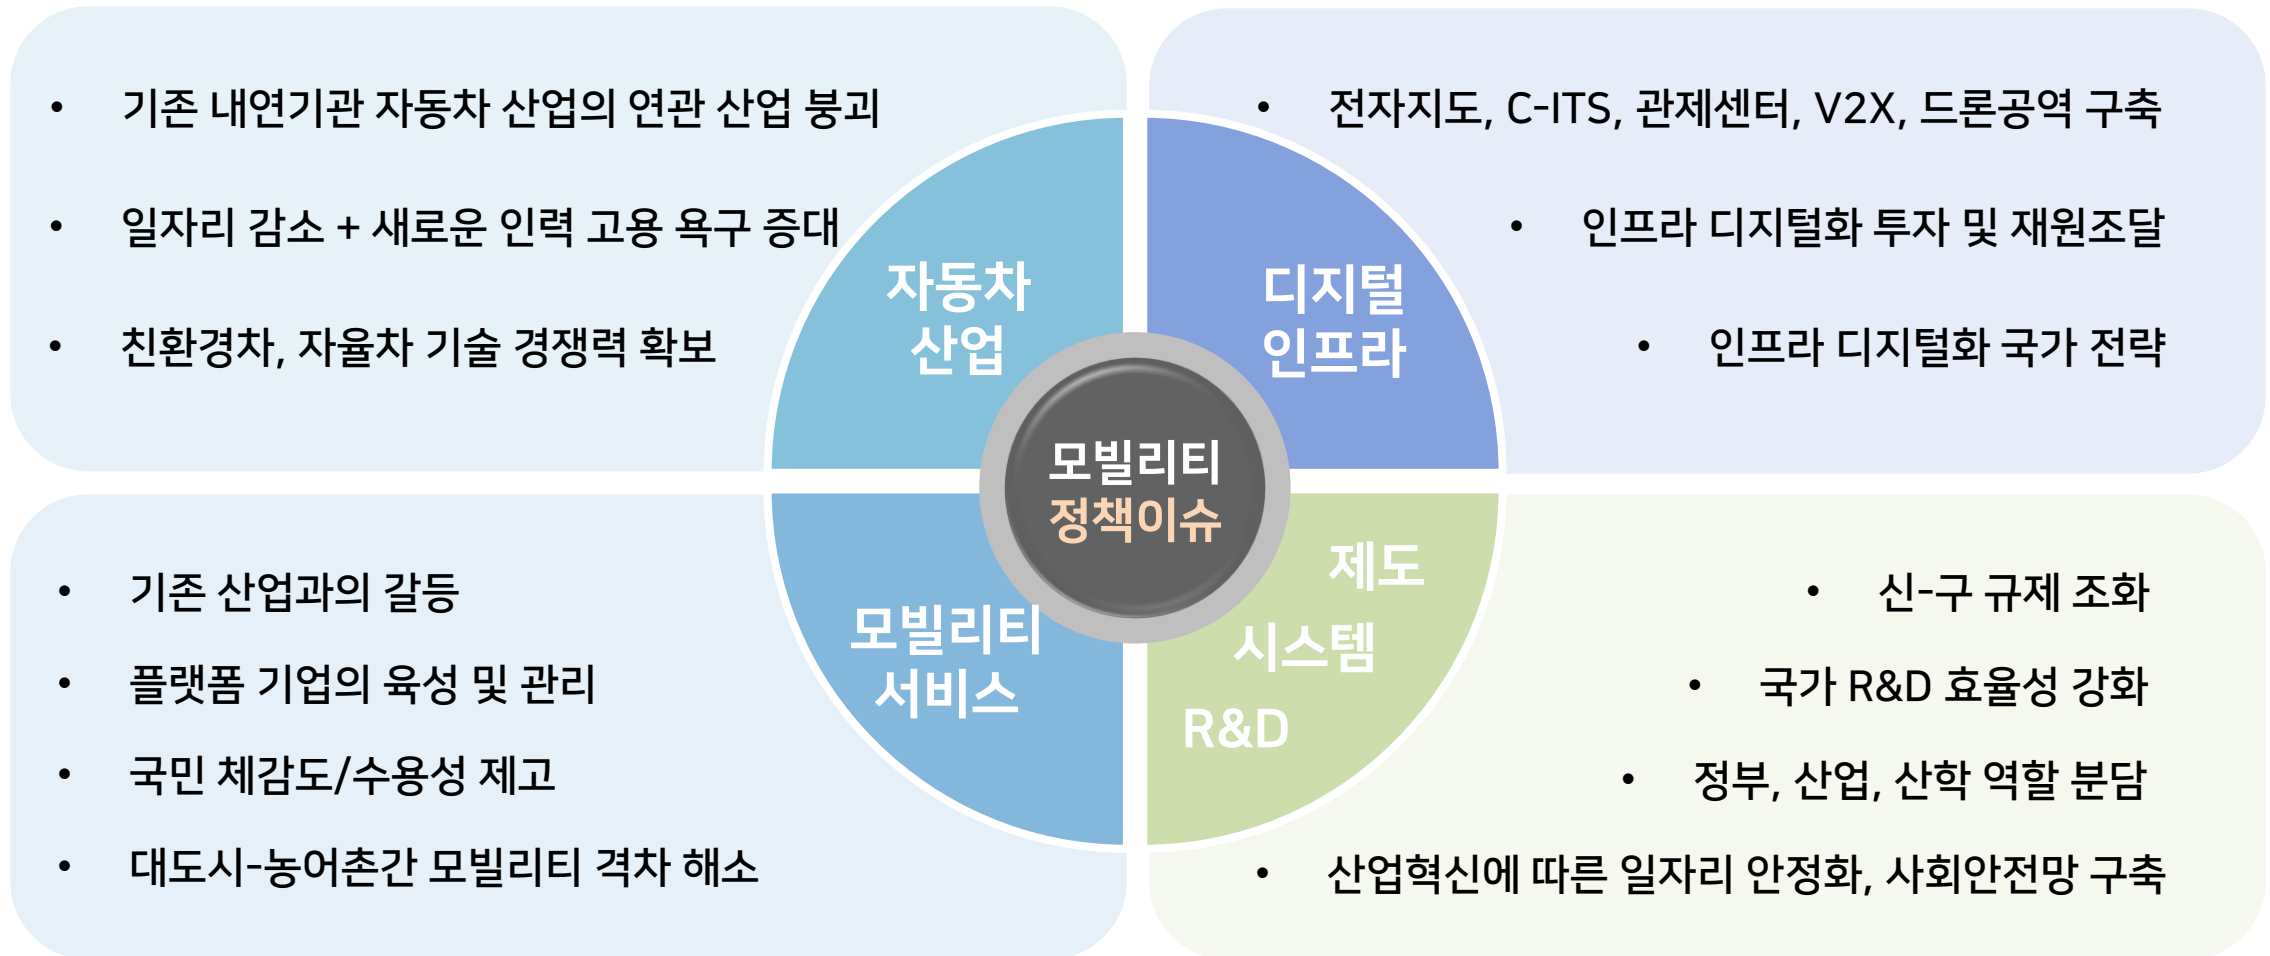 • 기존 내연기관 자동차 산업의 연관 산업 붕괴
• 일자리 감소 + 새로운 인력 고용 욕구 증대
• 친환경차, 자율차 기술 경쟁력 확보
자동차
산업
• 전자지도, C-ITS, 관제센터, V2X, 드론공역 구축
• 인프라 디지털화 투자 및 재원조달
• 인프라 디지털화 국가 전략
디지털
인프라
모빌리티
정책이슈
• 기존 산업과의 갈등
• 플랫폼 기업의 육성 및 관리
• 국민 체감도/수용성 제고
• 대도시-농어촌간 모빌리티 격차 해소
모빌리티
서비스
제도
시스템
R&D
• 신-구 규제 조화
• 국가 R&D 효율성 강화
• 정부, 산업, 산학 역할 분담
• 산업혁신에 따른 일자리 안정화, 사회안전망 구축